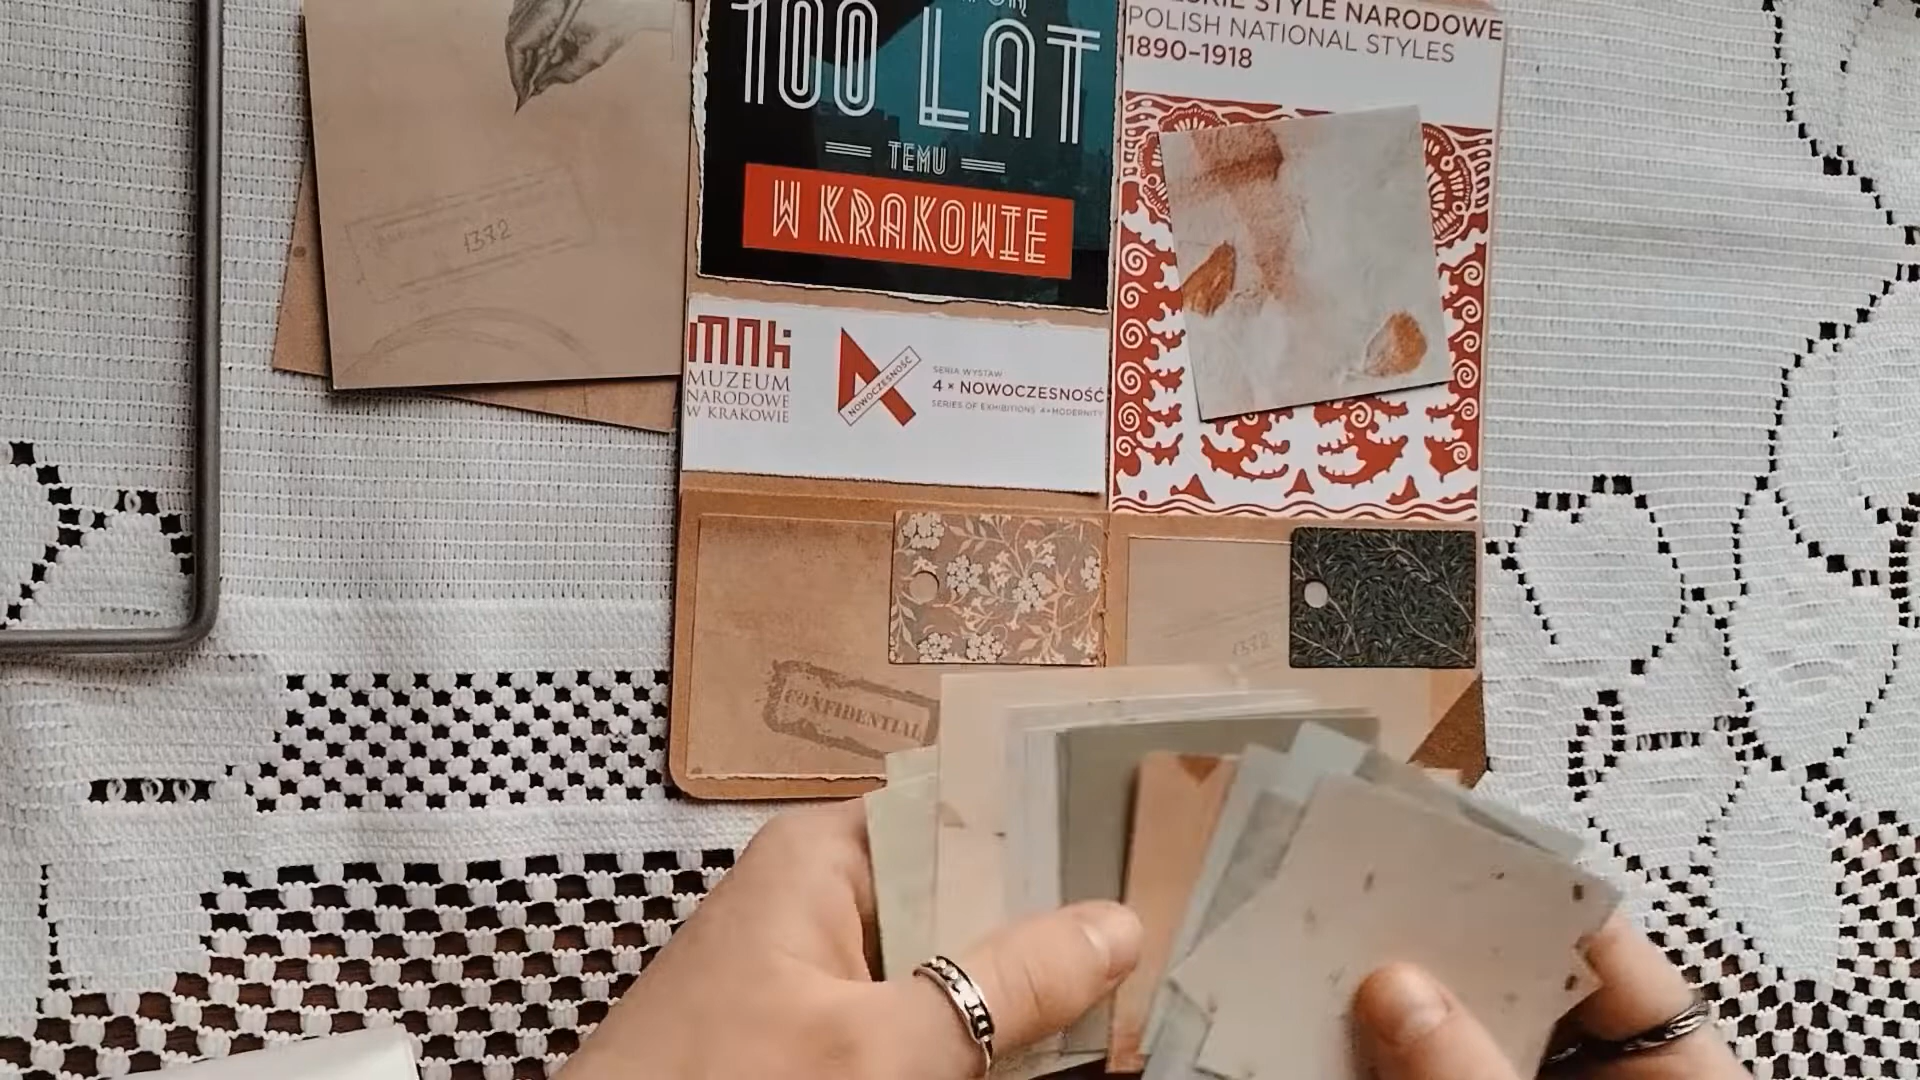 100 LAT
TEMU
W KRAKOWIE
STYLE NARODOWE
POLISH NATIONAL STYLES
1890–1918
1332
mnk
MUZEUM
NARODOWE
W KRAKOWIE
NOWOCZESNOŚĆ
SERIA WYSTAW
4 × NOWOCZESNOŚĆ
SERIES OF EXHIBITIONS 4×MODERNITY
1332
CONFIDENTIAL